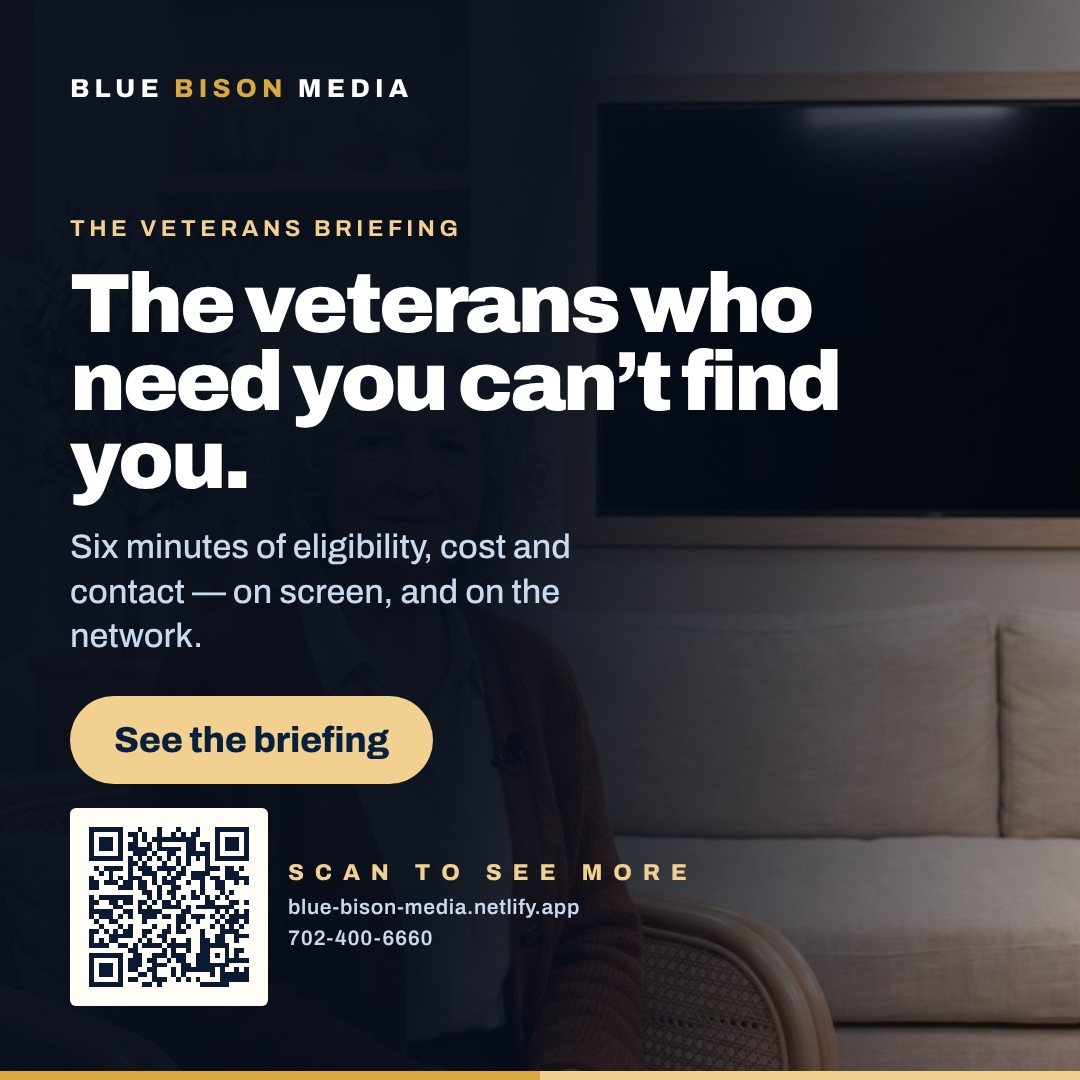 BLUE BISON MEDIA
THE VETERANS BRIEFING
The veterans who
need you can’t find
you.
Six minutes of eligibility, cost and
contact — on screen, and on the
network.
See the briefing
SCAN TO SEE MORE
blue-bison-media.netlify.app
702-400-6660